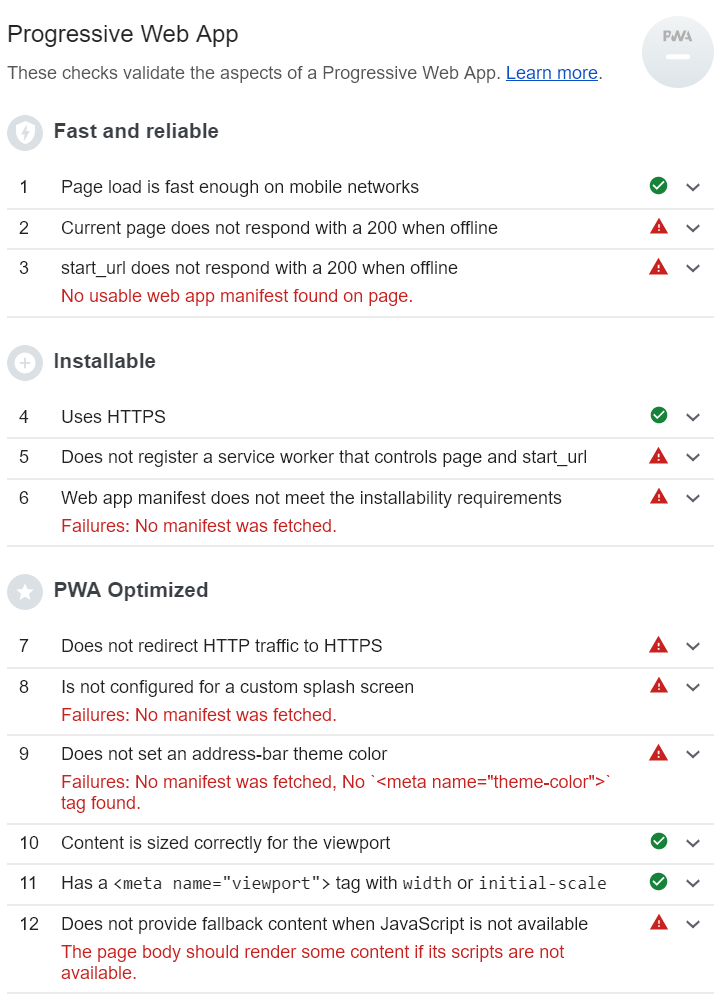 Progressive Web App
PWA
These checks validate the aspects of a Progressive Web App. Learn more.
Fast and reliable
1 Page load is fast enough on mobile networks
2 Current page does not respond with a 200 when offline
3 start_url does not respond with a 200 when offline
No usable web app manifest found on page.
Installable
4 Uses HTTPS
5 Does not register a service worker that controls page and start_url
6 Web app manifest does not meet the installability requirements
Failures: No manifest was fetched.
PWA Optimized
7 Does not redirect HTTP traffic to HTTPS
8 Is not configured for a custom splash screen
Failures: No manifest was fetched.
9 Does not set an address-bar theme color
Failures: No manifest was fetched, No `<meta name="theme-color">`
tag found.
10 Content is sized correctly for the viewport
11 Has a <meta name="viewport"> tag with width or initial-scale
12 Does not provide fallback content when JavaScript is not available
The page body should render some content if its scripts are not
available.